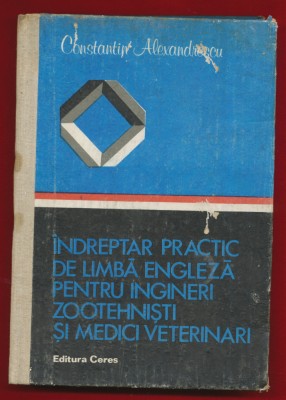 Constantin Alexandrescu
ÎNDREPTAR PRACTIC
DE LIMBĂ ENGLEZĂ
PENTRU INGINERI
ZOOTEHNIȘTI
ȘI MEDICI VETERINARI
Editura Ceres